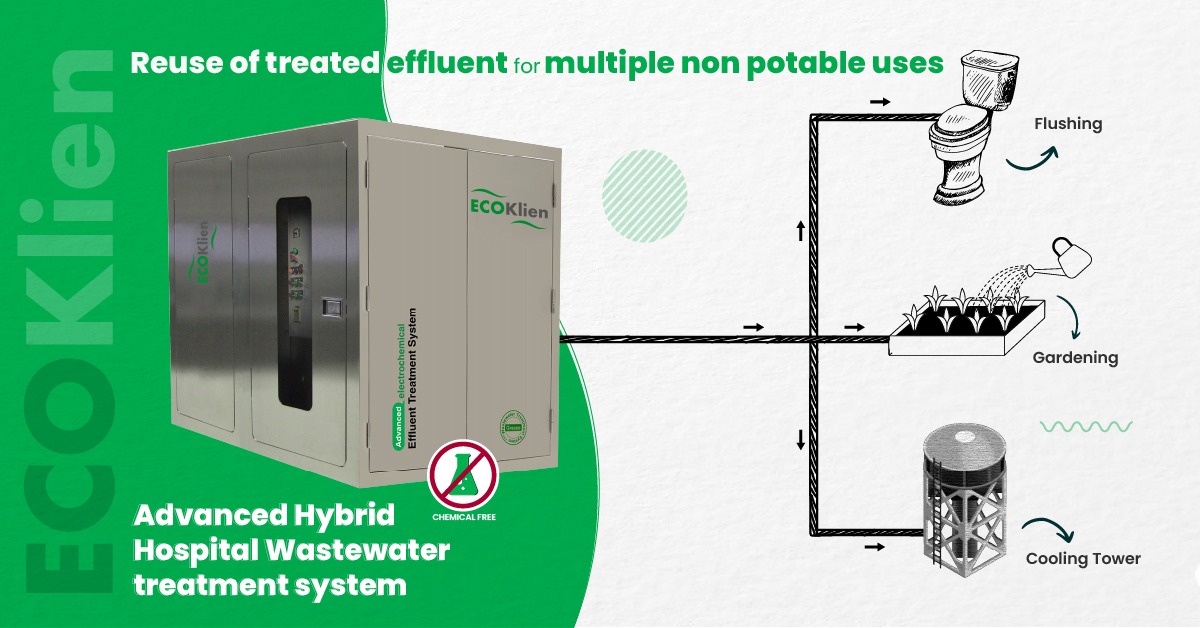 Reuse of treated effluent for multiple non potable uses
ECOKlien
ECOKlien
ECOKlien
Advanced electrochemical
Effluent Treatment System
CHEMICAL FREE
Advanced Hybrid
Hospital Wastewater
treatment system
Flushing
Gardening
Cooling Tower